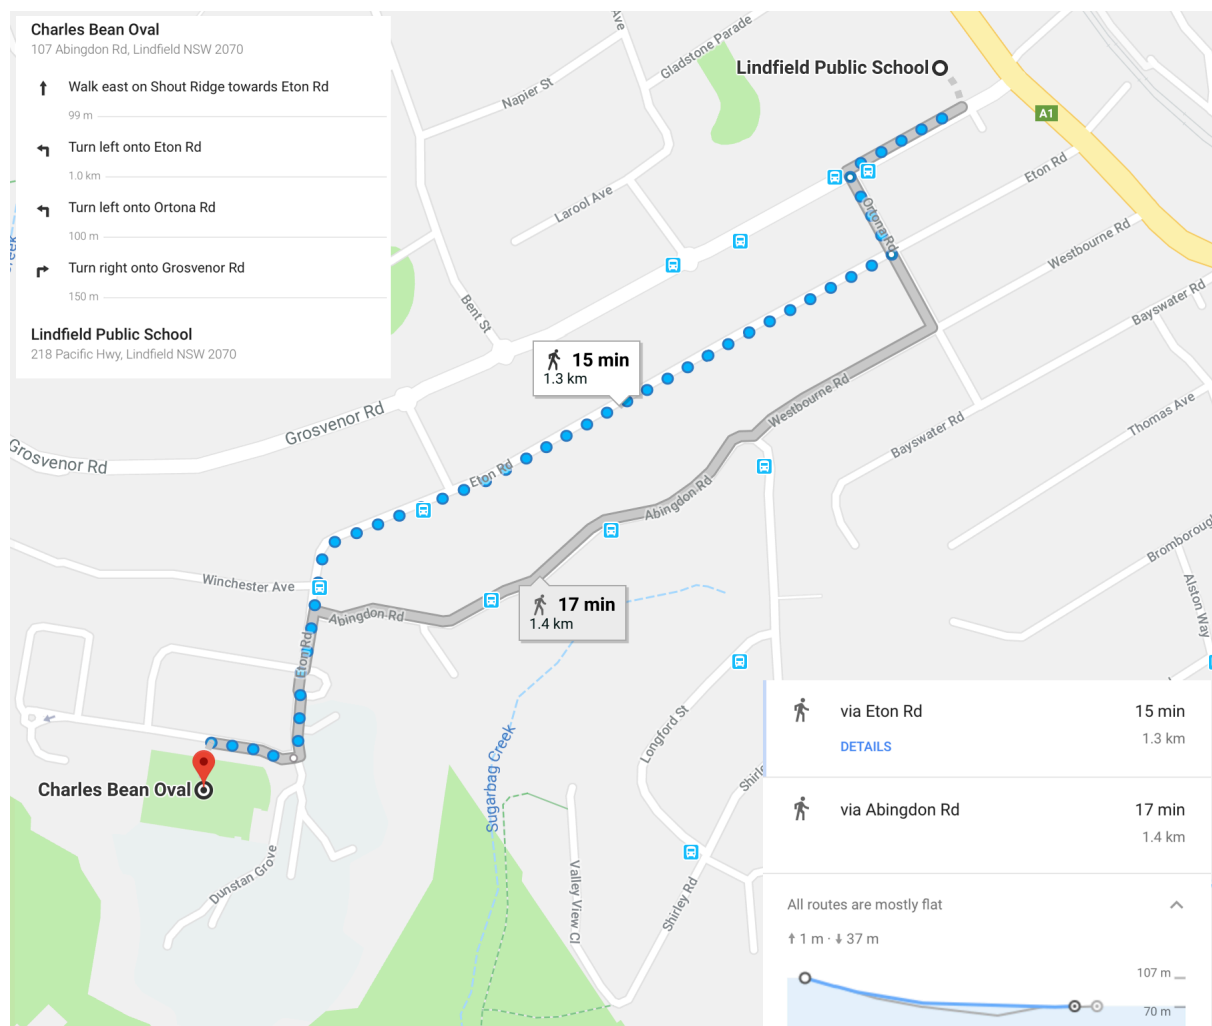 Charles Bean Oval
107 Abingdon Rd, Lindfield NSW 2070
Walk east on Shout Ridge towards Eton Rd
99 m
Turn left onto Eton Rd
1.0 km
Turn left onto Ortona Rd
100 m
Turn right onto Grosvenor Rd
150 m
Lindfield Public School
218 Pacific Hwy, Lindfield NSW 2070
Ave
Gladstone Parade
Lindfield Public School
Napier St
A1
Eton Rd
Larool Ave
Ortona Rd
Westbourne Rd
Creek
Bent St
Bayswater Rd
15 min
1.3 km
Westbourne Rd
Thomas Ave
Grosvenor Rd
Grosvenor Rd
Bayswater Rd
Eton Rd
Abingdon Rd
Bromborough
Winchester Ave
Alston Way
17 min
1.4 km
Abingdon Rd
Eton Rd
Longford St
Sugarbag Creek
Shirle
Charles Bean Oval
Dunstan Grove
Valley View Cl
Shirley Rd
via Eton Rd
15 min
DETAILS
1.3 km
via Abingdon Rd
17 min
1.4 km
All routes are mostly flat
1 m · 37 m
107 m
70 m